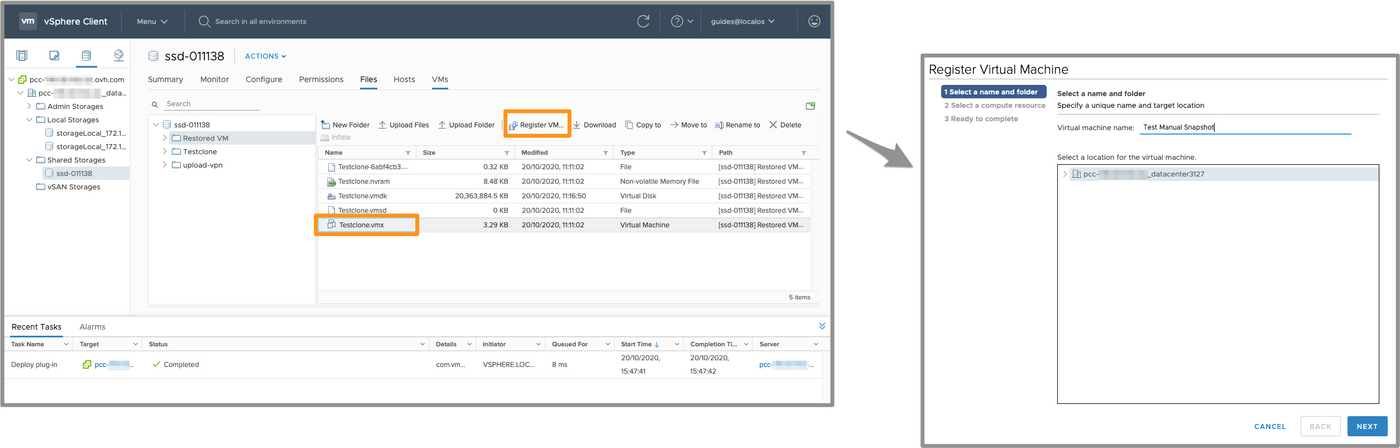 vm vSphere Client Menu Search in all environments guides@localos
ssd-011138 ACTIONS
Summary Monitor Configure Permissions Files Hosts VMs
pcc- .ovh.com
pcc- _data...
Admin Storages
Local Storages
storageLocal_172.1...
storageLocal_172.1...
Shared Storages
ssd-011138
vSAN Storages
Search
ssd-011138
Restored VM
Testclone
upload-vpn
New Folder Upload Files Upload Folder Register VM... Download Copy to Move to Rename to Delete
Inflate
Name Size Modified Type Path
Testclone-6abf4cb3.... 0.32 KB 20/10/2020, 11:11:02 File [ssd-011138] Restored VM...
Testclone.nvram 8.48 KB 20/10/2020, 11:11:02 Non-volatile Memory File [ssd-011138] Restored VM...
Testclone.vmdk 20,363,884.5 KB 20/10/2020, 11:16:50 Virtual Disk [ssd-011138] Restored VM...
Testclone.vmsd 0 KB 20/10/2020, 11:11:02 File [ssd-011138] Restored VM...
Testclone.vmx 3.29 KB 20/10/2020, 11:11:02 Virtual Machine [ssd-011138] Restored VM...
5 items
Recent Tasks Alarms
Task Name Target Status Details Initiator Queued For Start Time Completion Ti... Server
Deploy plug-in pcc- ... Completed com.vm... VSPHERE.LOC... 8 ms 20/10/2020, 20/10/2020, pcc- ...
15:47:41 15:47:42
Register Virtual Machine
1 Select a name and folder
2 Select a compute resource
3 Ready to complete
Select a name and folder
Specify a unique name and target location
Virtual machine name: Test Manual Snapshot
Select a location for the virtual machine.
pcc- _datacenter3127
CANCEL BACK NEXT